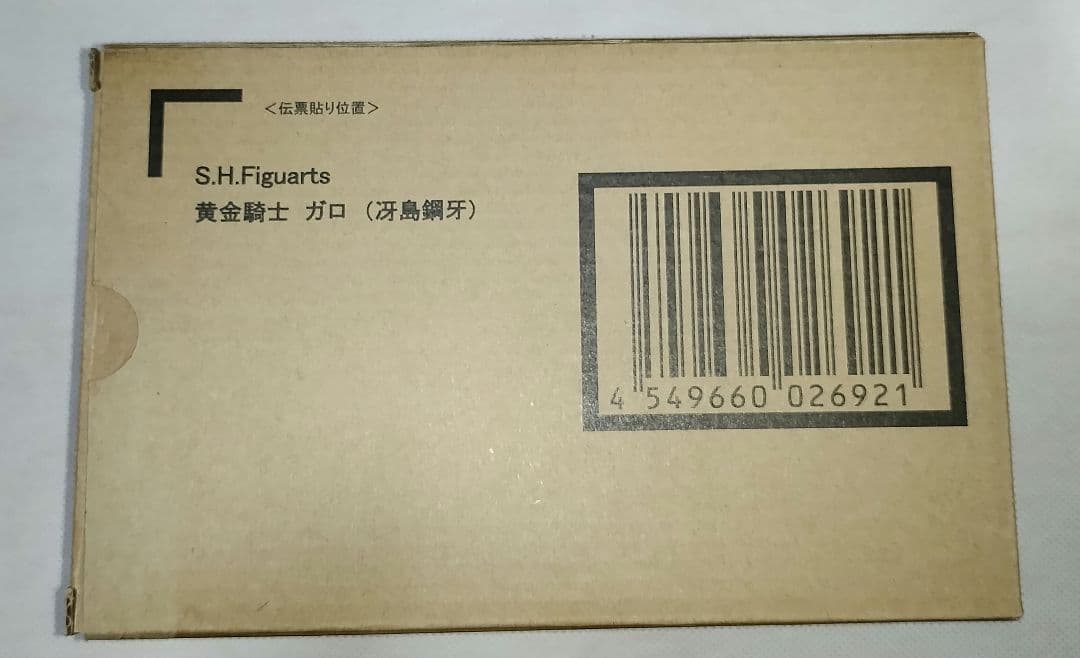 ＜伝票貼り位置＞
S.H.Figuarts
黄金騎士 ガロ （冴島鋼牙）
4 549660 026921